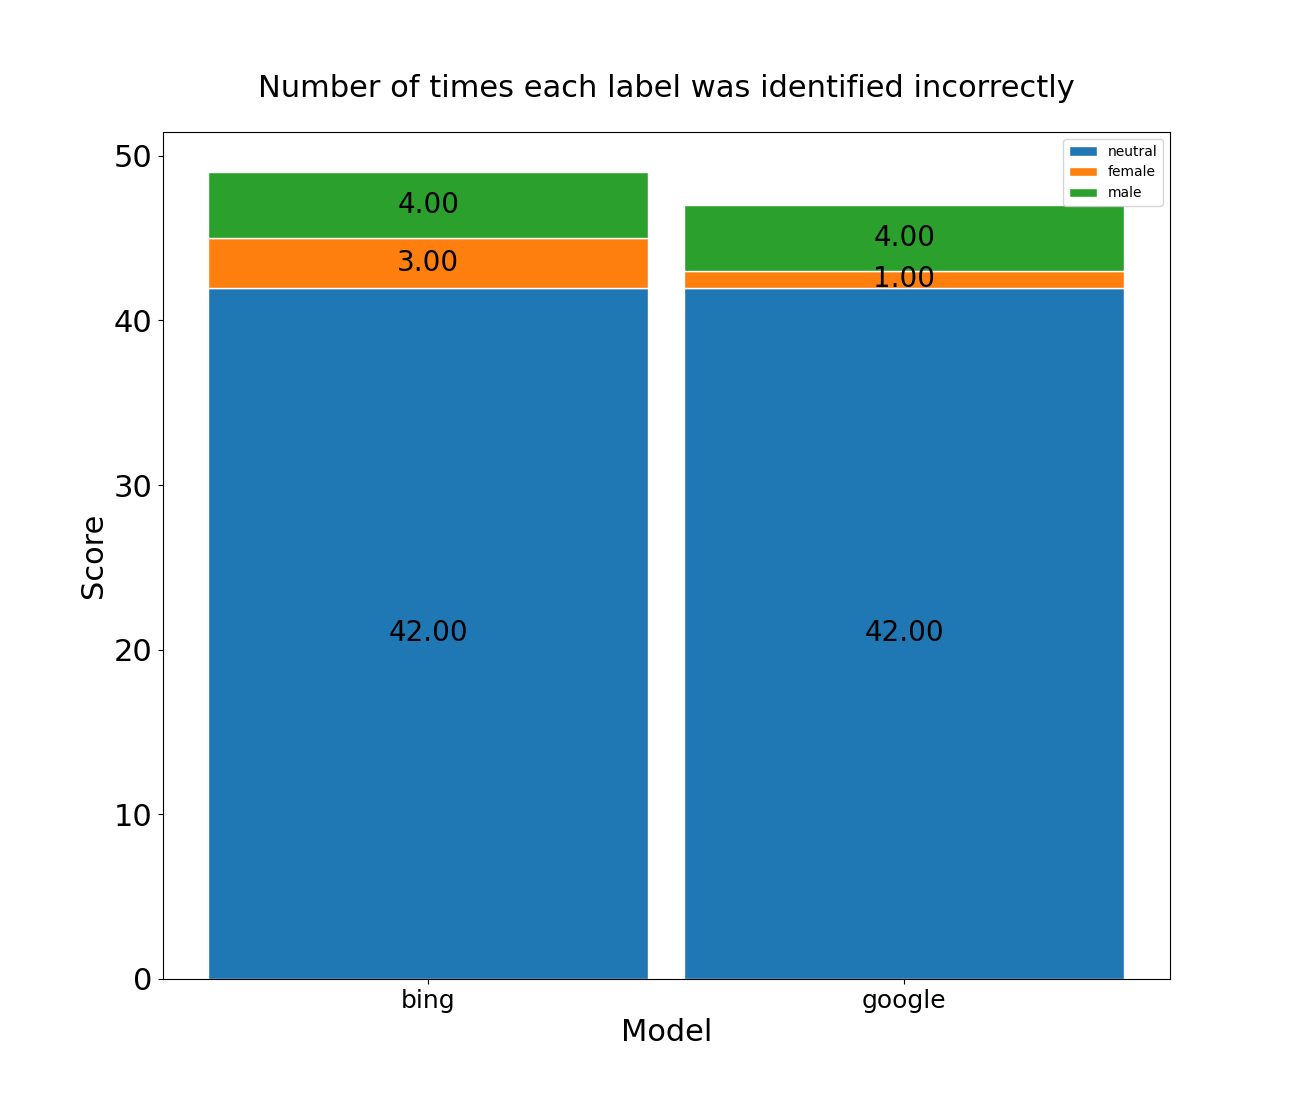 Number of times each label was identified incorrectly
neutral
female
male
50
40
30
20
10
0
Score
4.00
3.00
42.00
4.00
1.00
42.00
bing
google
Model